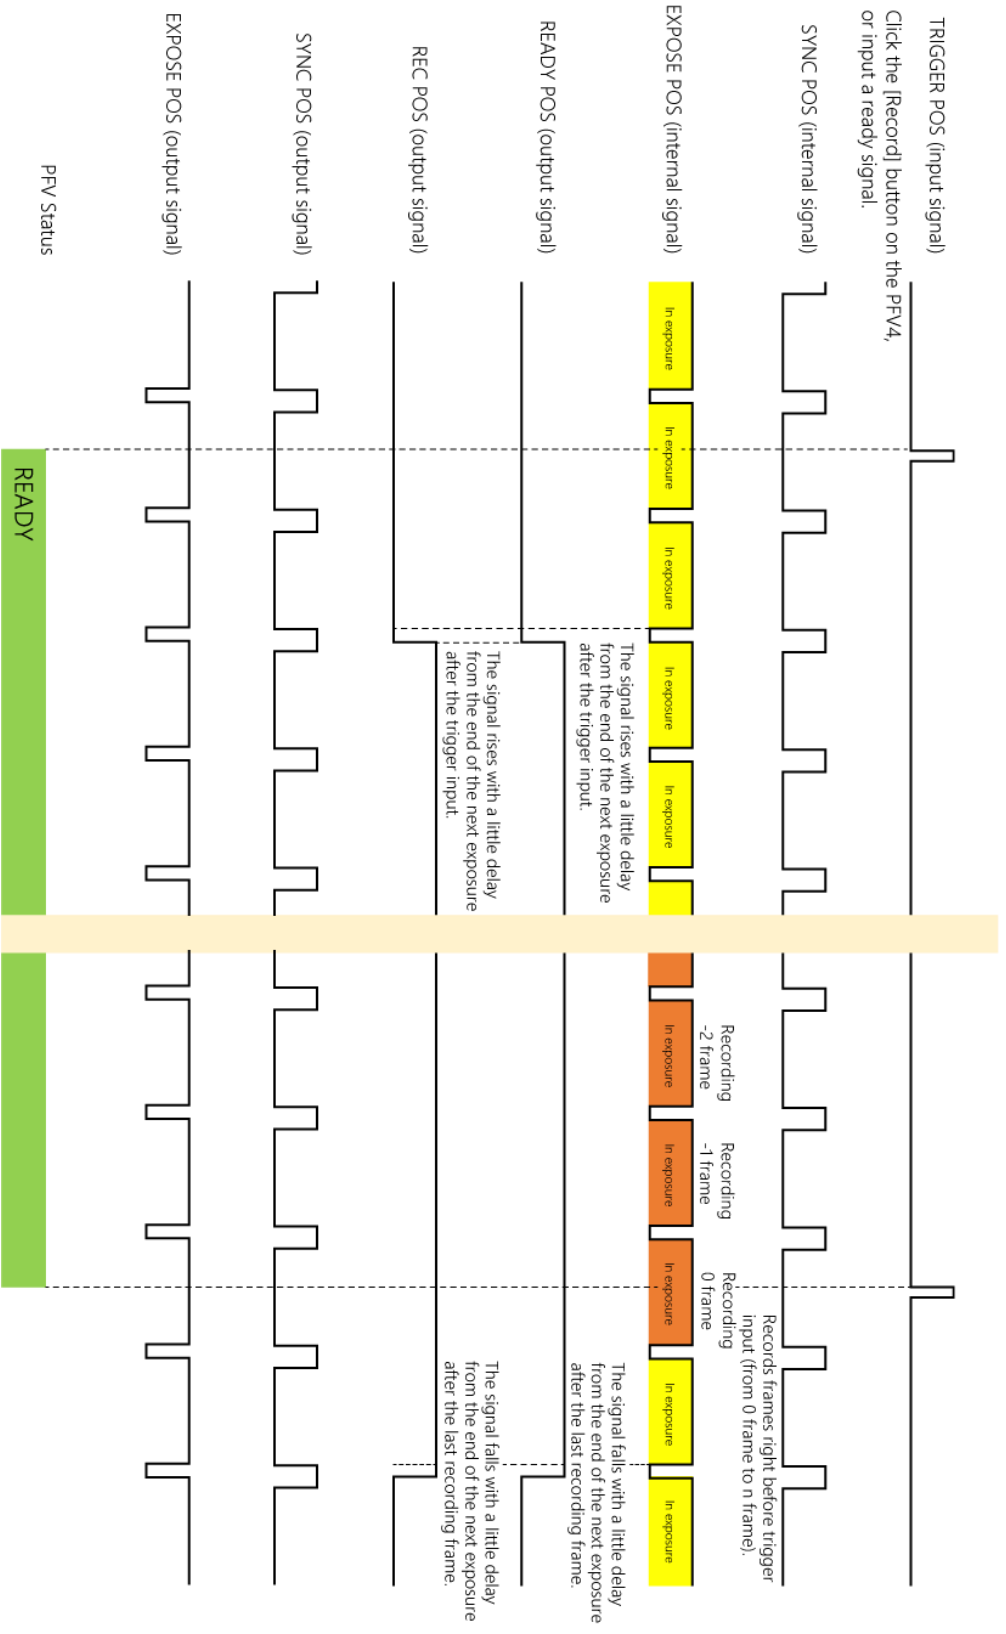 Click the [Record] button on the PFV4,
or input a ready signal.
TRIGGER POS (input signal)
SYNC POS (internal signal)
Records frames right before trigger
input (from 0 frame to n frame).
Recording
-2 frame
Recording
-1 frame
Recording
0 frame
EXPOSE POS (internal signal)
In exposure
In exposure
In exposure
In exposure
In exposure
In exposure
In exposure
In exposure
In exposure
In exposure
READY POS (output signal)
The signal rises with a little delay
from the end of the next exposure
after the trigger input.
The signal falls with a little delay
from the end of the next exposure
after the last recording frame.
REC POS (output signal)
The signal rises with a little delay
from the end of the next exposure
after the trigger input.
The signal falls with a little delay
from the end of the next exposure
after the last recording frame.
SYNC POS (output signal)
EXPOSE POS (output signal)
PFV Status
READY